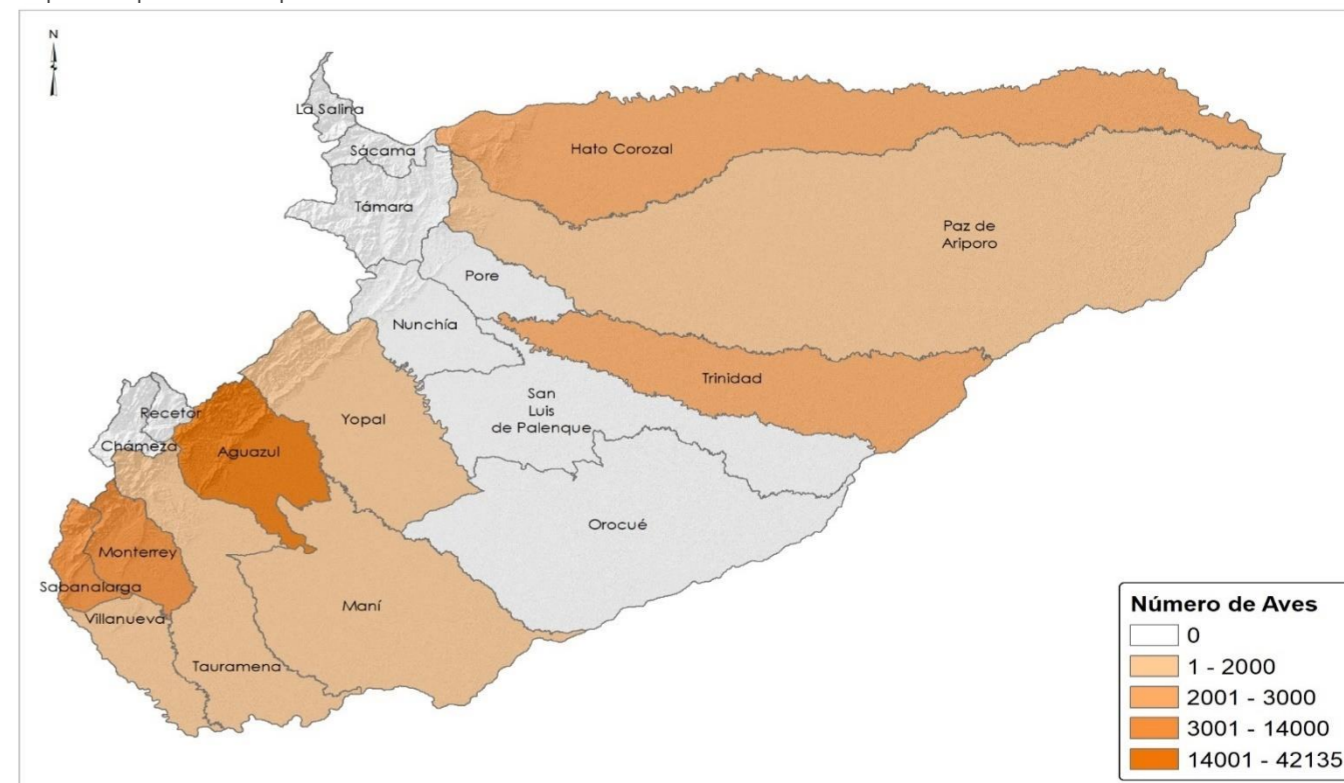 N
La Salina
Sácama
Hato Corozal
Támara
Paz de
Ariporo
Pore
Nunchía
Trinidad
San
Luis
de Palenque
Yopal
Recetor
Chámeza
Aguazul
Orocué
Monterrey
Sabanalarga
Villanueva
Maní
Tauramena
Número de Aves
0
1 - 2000
2001 - 3000
3001 - 14000
14001 - 42135